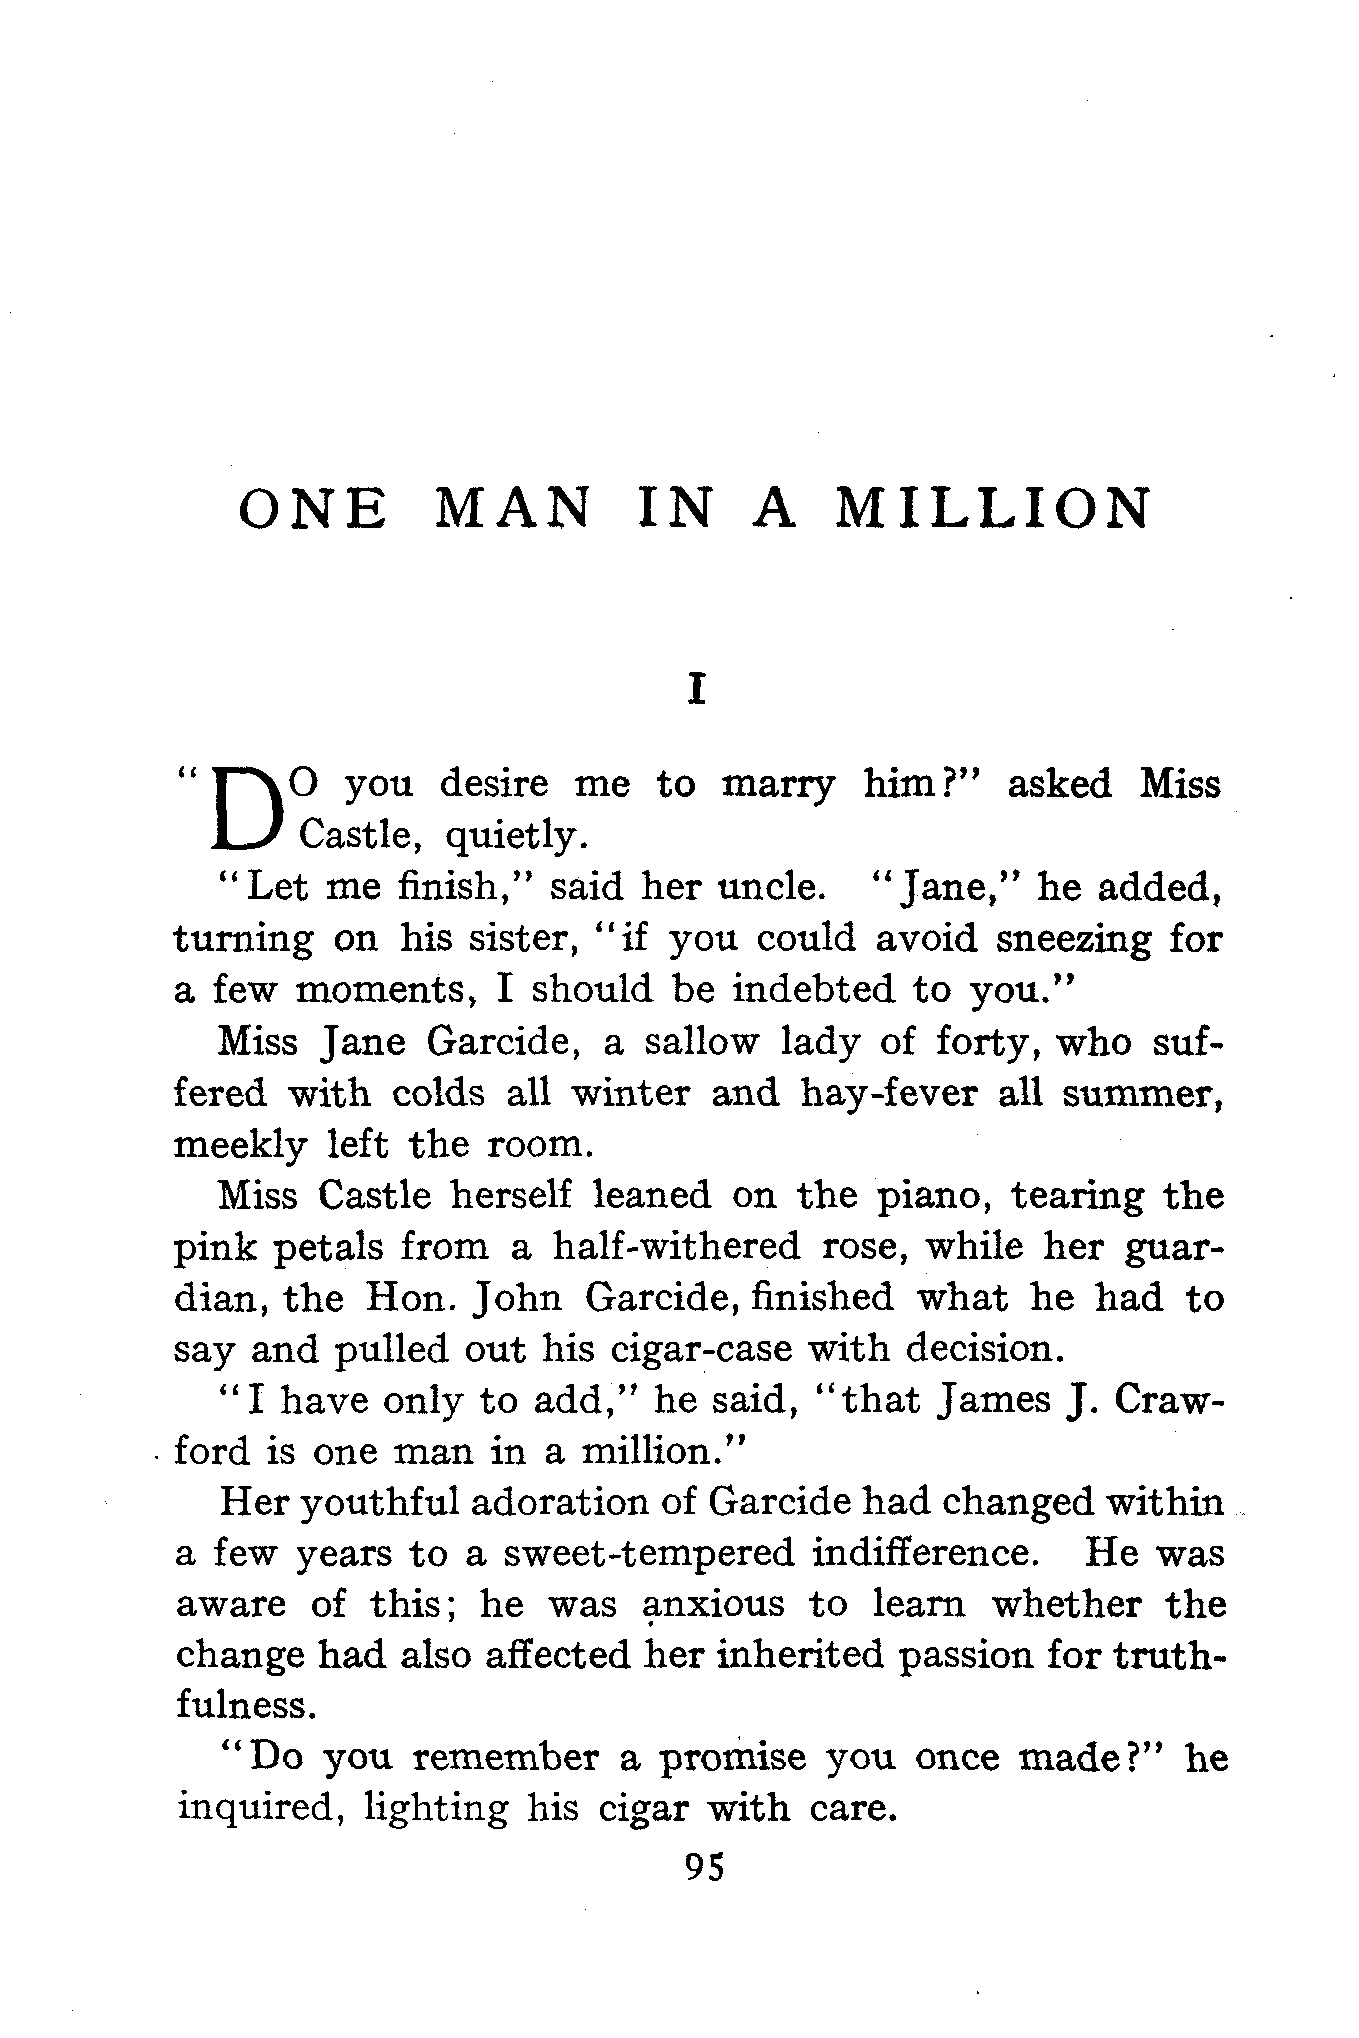 ONE MAN IN A MILLION
I
"DO you desire me to marry him?" asked Miss
Castle, quietly.
"Let me finish," said her uncle. "Jane," he added,
turning on his sister, "if you could avoid sneezing for
a few moments, I should be indebted to you."
Miss Jane Garcide, a sallow lady of forty, who suf-
fered with colds all winter and hay-fever all summer,
meekly left the room.
Miss Castle herself leaned on the piano, tearing the
pink petals from a half-withered rose, while her guar-
dian, the Hon. John Garcide, finished what he had to
say and pulled out his cigar-case with decision.
"I have only to add," he said, "that James J. Craw-
ford is one man in a million."
Her youthful adoration of Garcide had changed within
a few years to a sweet-tempered indifference. He was
aware of this; he was anxious to learn whether the
change had also affected her inherited passion for truth-
fulness.
"Do you remember a promise you once made?" he
inquired, lighting his cigar with care.
95